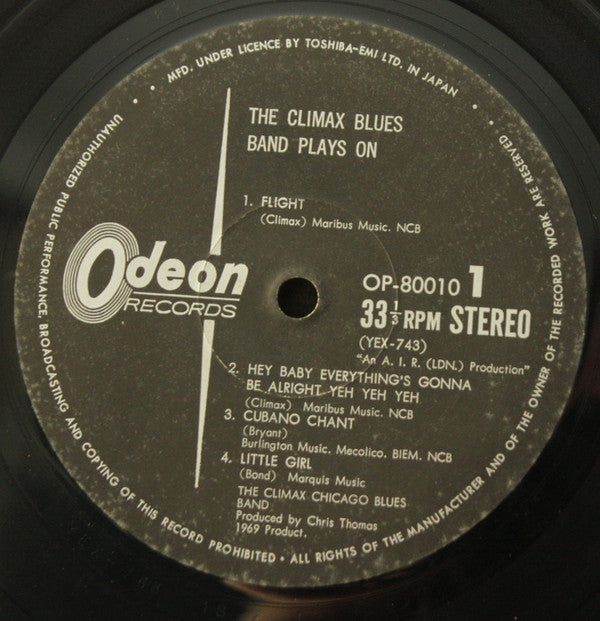 MFD. UNDER LICENCE BY TOSHIBA-EMI LTD. IN JAPAN
UNAUTHORIZED PUBLIC PERFORMANCE, BROADCASTING AND COPYING OF THIS RECORD PROHIBITED • ALL RIGHTS OF THE MANUFACTURER AND OF THE OWNER OF THE RECORDED WORK ARE RESERVED
THE CLIMAX BLUES
BAND PLAYS ON
1. FLIGHT
(Climax) Maribus Music. NCB
Odeon
RECORDS
OP-80010 1
33⅓ RPM STEREO
(YEX-743)
"An A. I. R. (LDN.) Production"
2. HEY BABY EVERYTHING'S GONNA
BE ALRIGHT YEH YEH YEH
(Climax) Maribus Music. NCB
3. CUBANO CHANT
(Bryant)
Burlington Music. Mecolico. BIEM. NCB
4. LITTLE GIRL
(Bond) Marquis Music
THE CLIMAX CHICAGO BLUES
BAND
Produced by Chris Thomas
1969 Product.